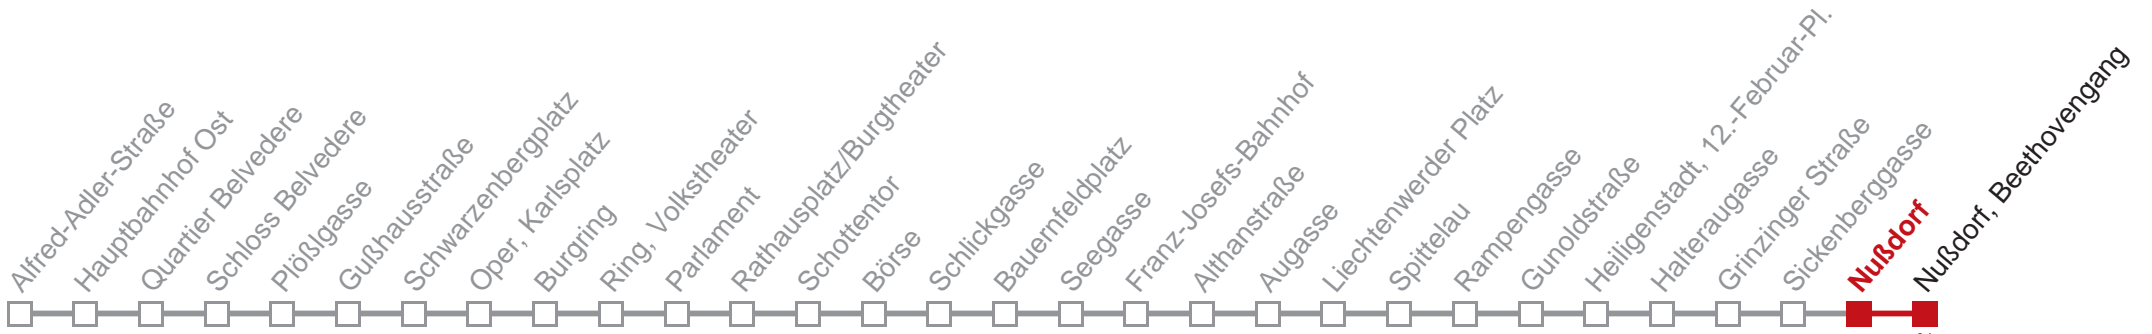 Alfred-Adler-Straße
Hauptbahnhof Ost
Quartier Belvedere
Schloss Belvedere
Plößlgasse
Gußhausstraße
Schwarzenbergplatz
Oper, Karlsplatz
Burgring
Ring, Volkstheater
Parlament
Rathausplatz/Burgtheater
Schottentor
Börse
Schlickgasse
Bauernfeldplatz
Seegasse
Franz-Josefs-Bahnhof
Althanstraße
Augasse
Liechtenwerder Platz
Spittelau
Rampengasse
Gunoldstraße
Heiligenstadt, 12.-Februar-Pl.
Halteraugasse
Grinzinger Straße
Sickenberggasse
Nußdorf
Nußdorf, Beethovengang